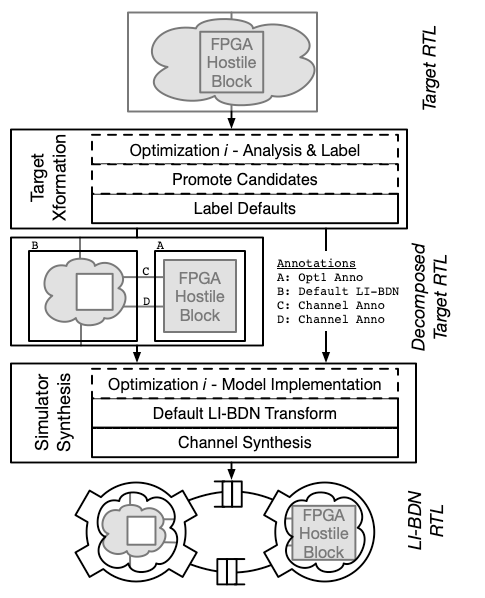 FPGA
Hostile
Block
Target RTL
Target
Xformation
Optimization i - Analysis & Label
Promote Candidates
Label Defaults
B
A
C
D
FPGA
Hostile
Block
Annotations
A: Opt1 Anno
B: Default LI-BDN
C: Channel Anno
D: Channel Anno
Decomposed
Target RTL
Simulator
Synthesis
Optimization i - Model Implementation
Default LI-BDN Transform
Channel Synthesis
FPGA
Hostile
Block
LI-BDN
RTL